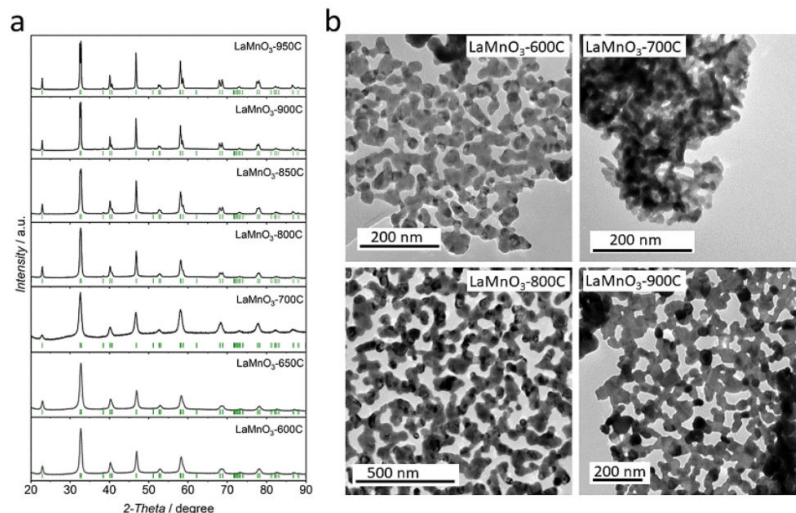 a
LaMnO₃-950C
LaMnO₃-900C
LaMnO₃-850C
LaMnO₃-800C
LaMnO₃-700C
LaMnO₃-650C
LaMnO₃-600C
Intensity / a.u.
20 30 40 50 60 70 80 90
2-Theta / degree
b
LaMnO₃-600C
200 nm
LaMnO₃-700C
200 nm
LaMnO₃-800C
500 nm
LaMnO₃-900C
200 nm